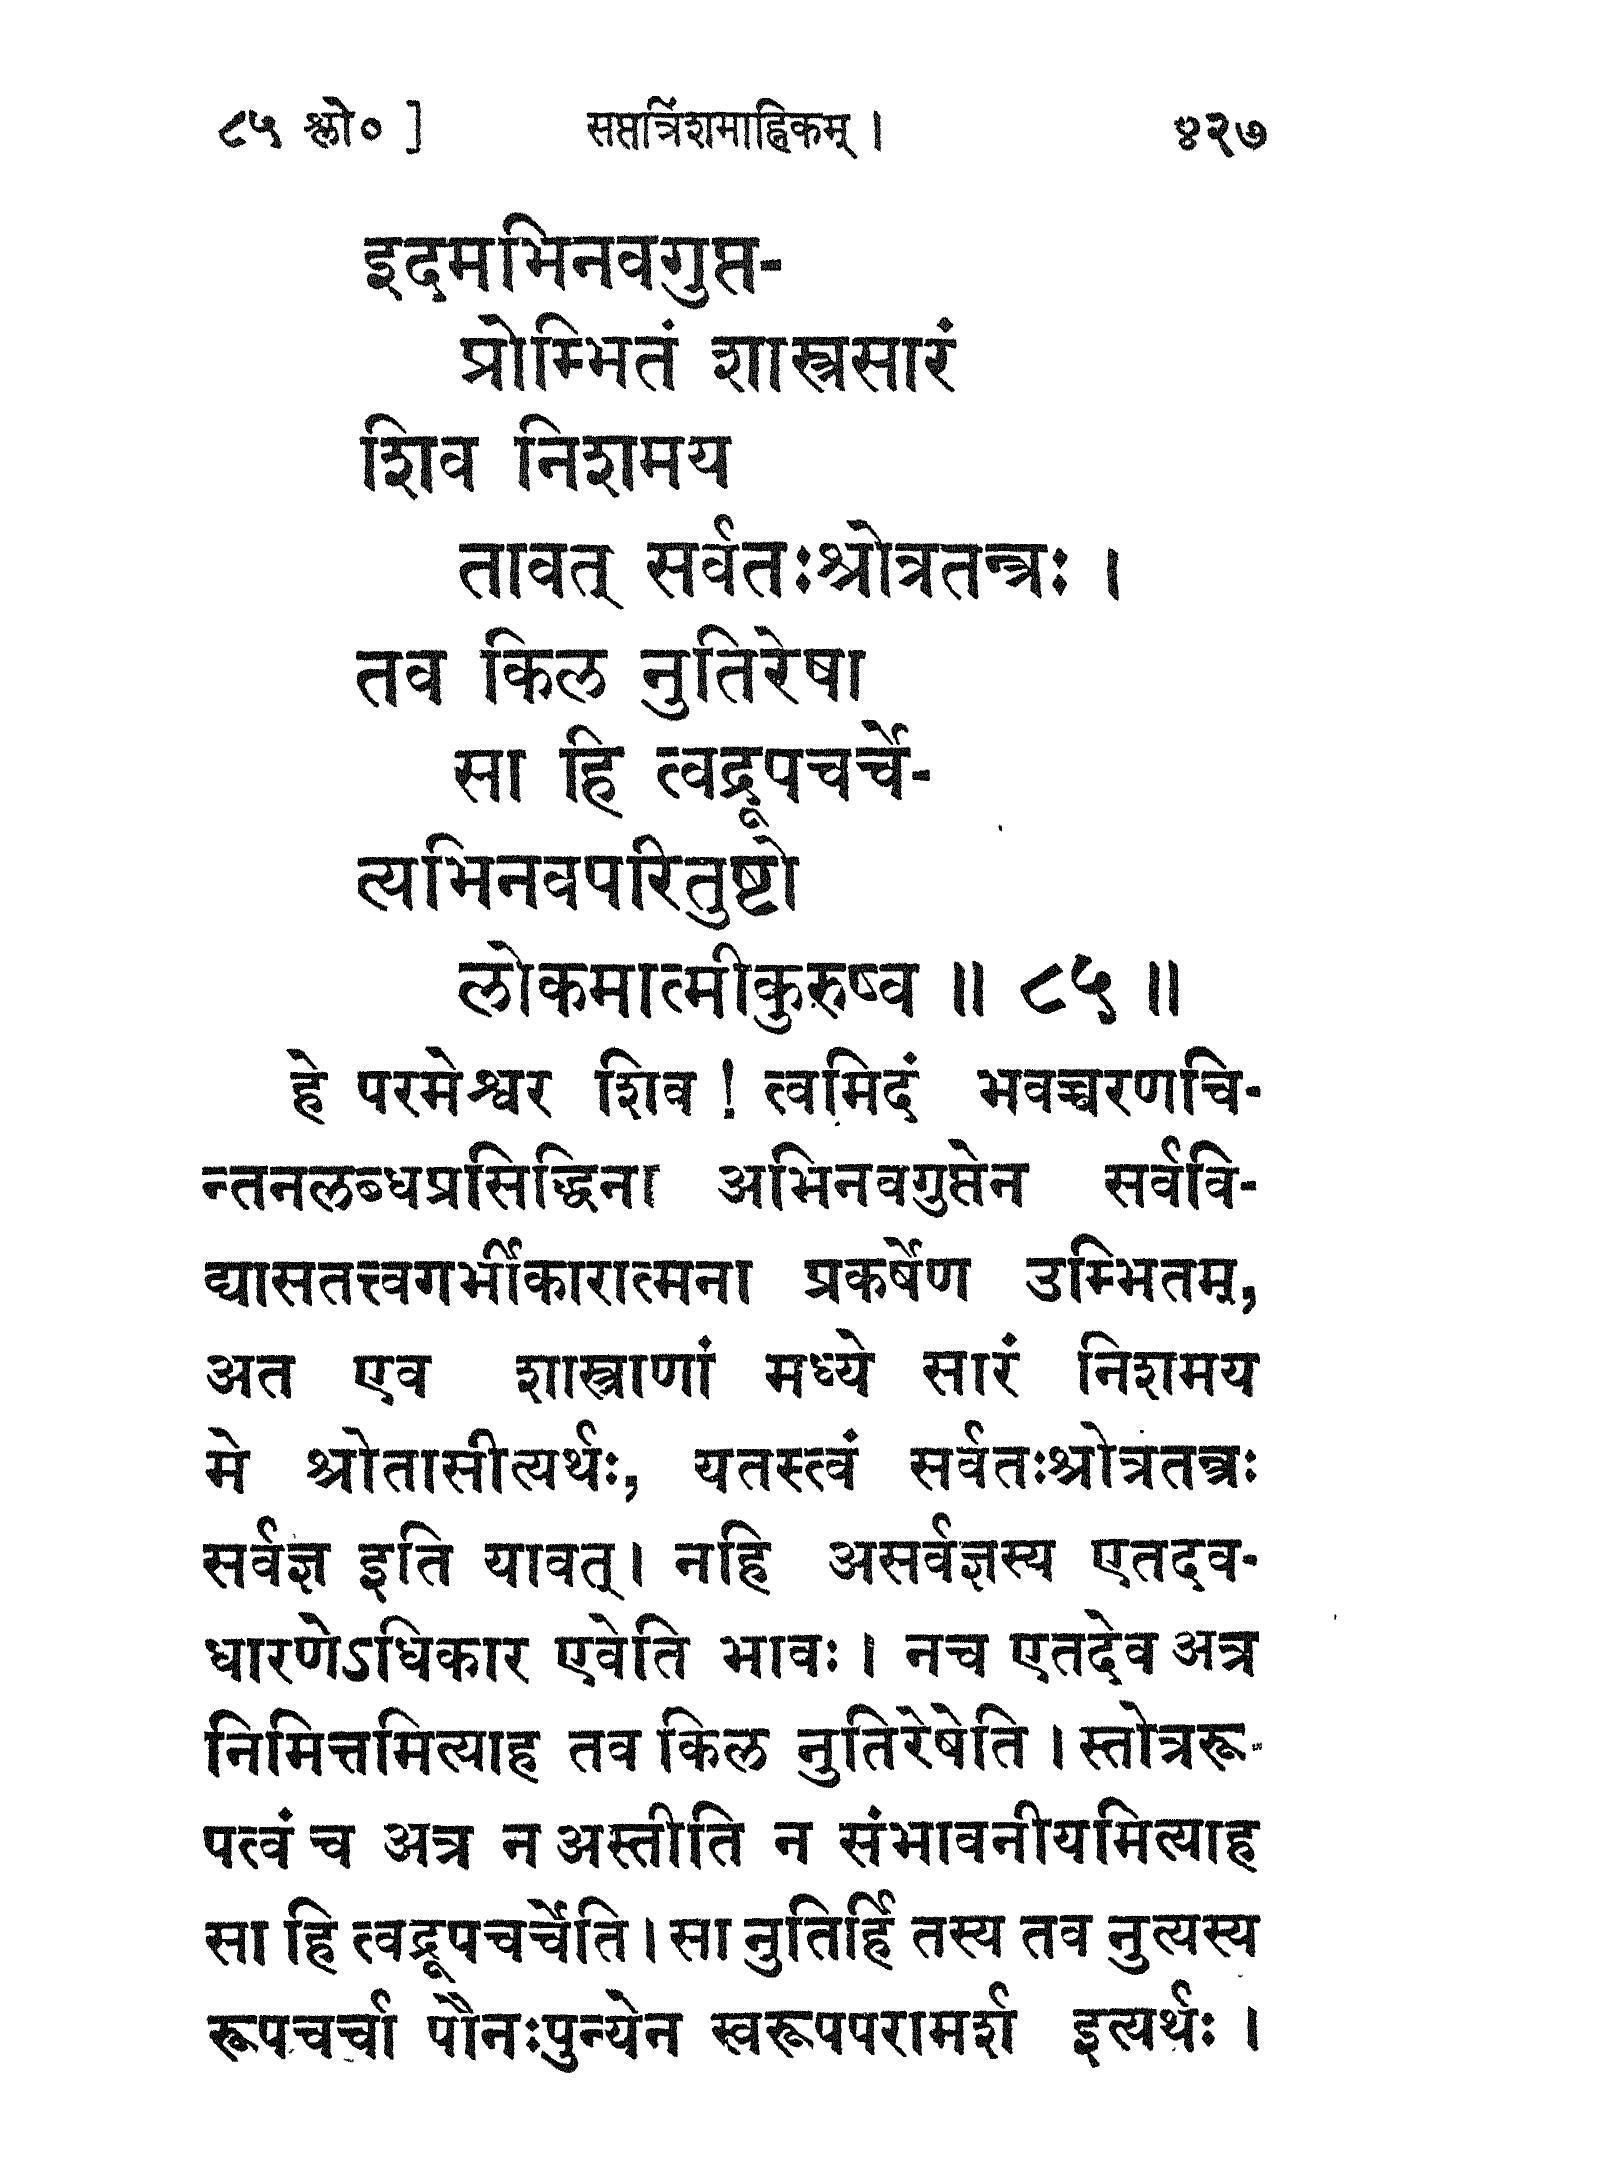 ८५ श्लो० ] सप्तत्रिंशमाह्निकम् । ४२७
इदमभिनवगुप्त-
प्रोम्भितं शास्त्रसारं
शिव निशमय
तावत् सर्वतःश्रोत्रतन्त्रः ।
तव किल नुतिरेषा
सा हि त्वद्रूपचर्चे-
त्यभिनवपरितुष्टो
लोकमात्मीकुरुष्व ॥ ८५ ॥
हे परमेश्वर शिव ! त्वमिदं भवच्चरणचि-
न्तनलब्धप्रसिद्धिना अभिनवगुप्तेन सर्ववि-
द्यासतत्त्वगर्भीकारात्मना प्रकर्षेण उम्भितम्,
अत एव शास्त्राणां मध्ये सारं निशमय
मे श्रोतासीत्यर्थः, यतस्त्वं सर्वतःश्रोत्रतन्त्रः
सर्वज्ञ इति यावत् । नहि असर्वज्ञस्य एतदव-
धारणेऽधिकार एवेति भावः । नच एतदेव अत्र
निमित्तमित्याह तव किल नुतिरेषेति । स्तोत्ररू-
पत्वं च अत्र न अस्तीति न संभावनीयमित्याह
सा हि त्वद्रूपचर्चेति । सा नुतिर्हि तस्य तव नुत्यस्य
रूपचर्चा पौनःपुन्येन स्वरूपपरामर्श इत्यर्थः ।